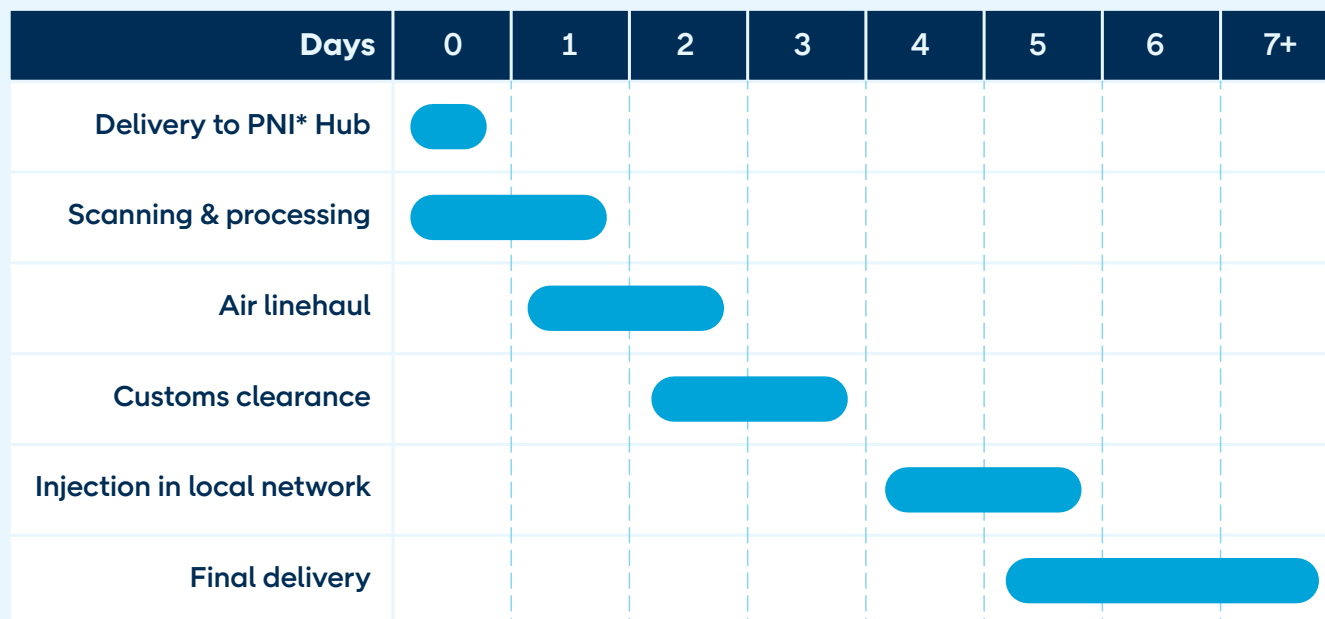 Days 0 1 2 3 4 5 6 7+
Delivery to PNI* Hub
Scanning & processing
Air linehaul
Customs clearance
Injection in local network
Final delivery